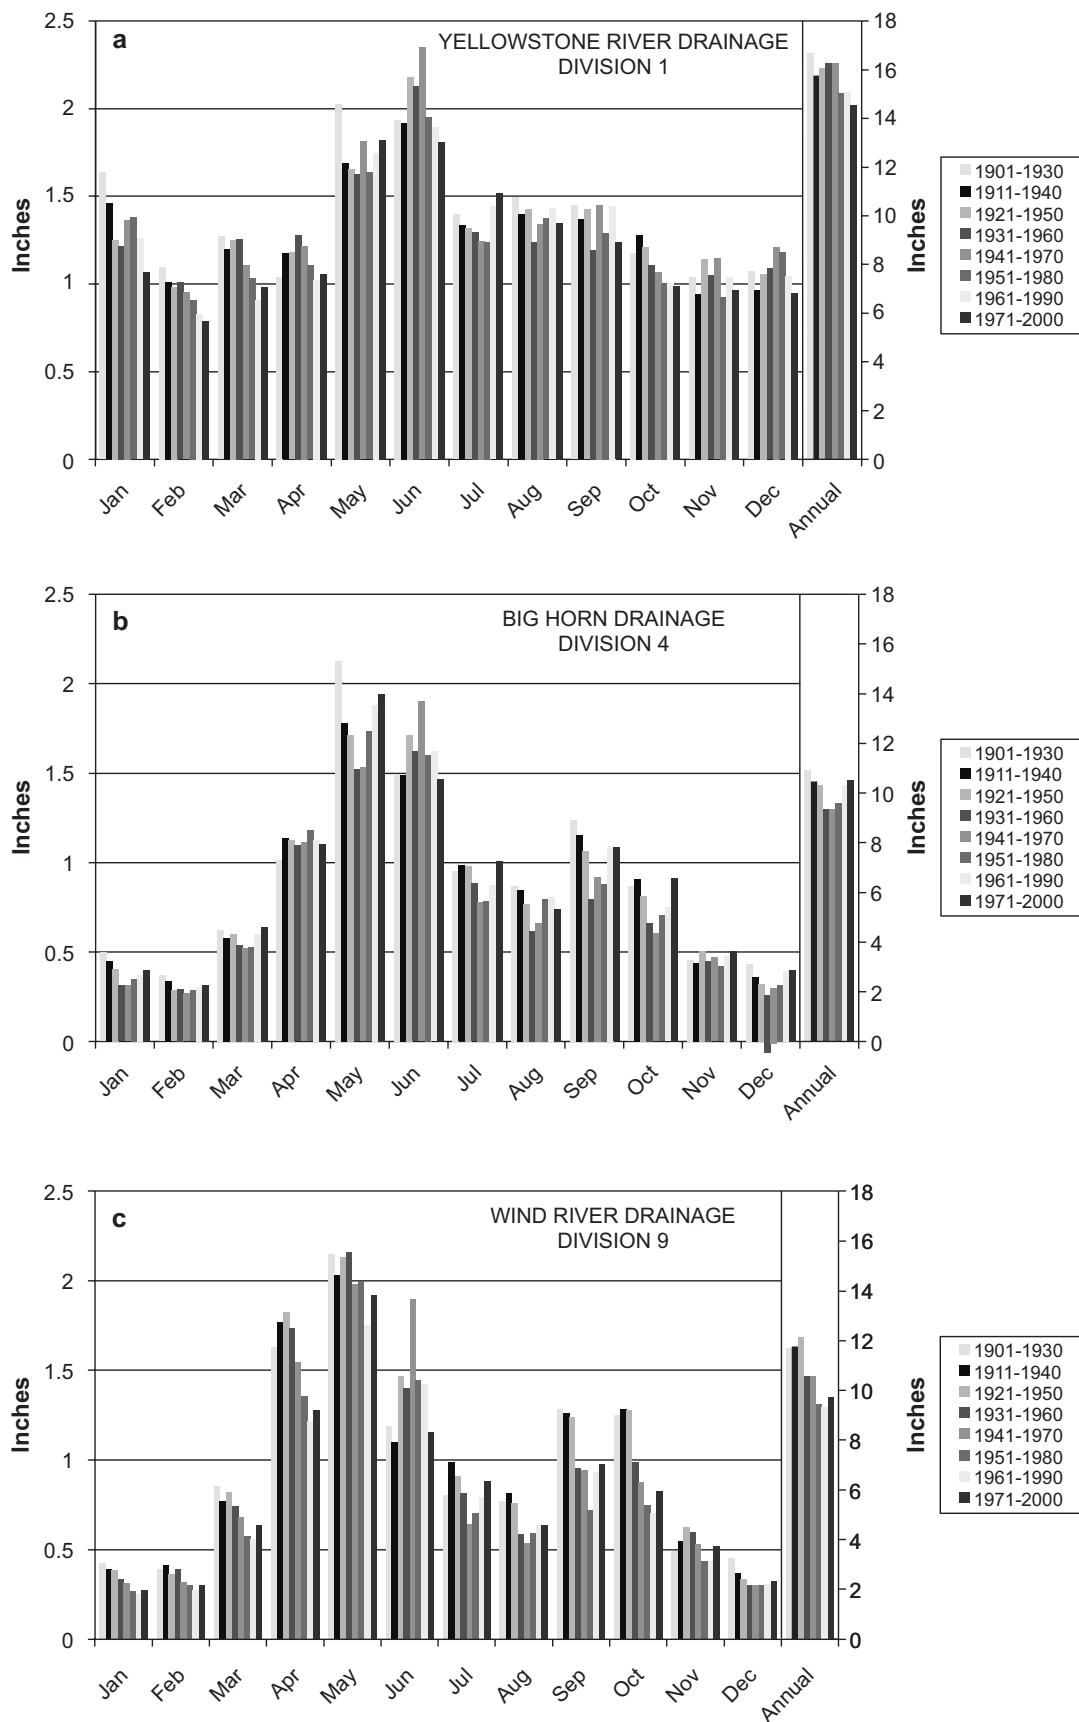 a
YELLOWSTONE RIVER DRAINAGE
DIVISION 1
2.5
2
1.5
1
0.5
0
Inches
18
16
14
12
10
8
6
4
2
0
Inches
Jan
Feb
Mar
Apr
May
Jun
Jul
Aug
Sep
Oct
Nov
Dec
Annual
1901-1930
1911-1940
1921-1950
1931-1960
1941-1970
1951-1980
1961-1990
1971-2000
b
BIG HORN DRAINAGE
DIVISION 4
2.5
2
1.5
1
0.5
0
Inches
18
16
14
12
10
8
6
4
2
0
Inches
Jan
Feb
Mar
Apr
May
Jun
Jul
Aug
Sep
Oct
Nov
Dec
Annual
1901-1930
1911-1940
1921-1950
1931-1960
1941-1970
1951-1980
1961-1990
1971-2000
c
WIND RIVER DRAINAGE
DIVISION 9
2.5
2
1.5
1
0.5
0
Inches
18
16
14
12
10
8
6
4
2
0
Inches
Jan
Feb
Mar
Apr
May
Jun
Jul
Aug
Sep
Oct
Nov
Dec
Annual
1901-1930
1911-1940
1921-1950
1931-1960
1941-1970
1951-1980
1961-1990
1971-2000